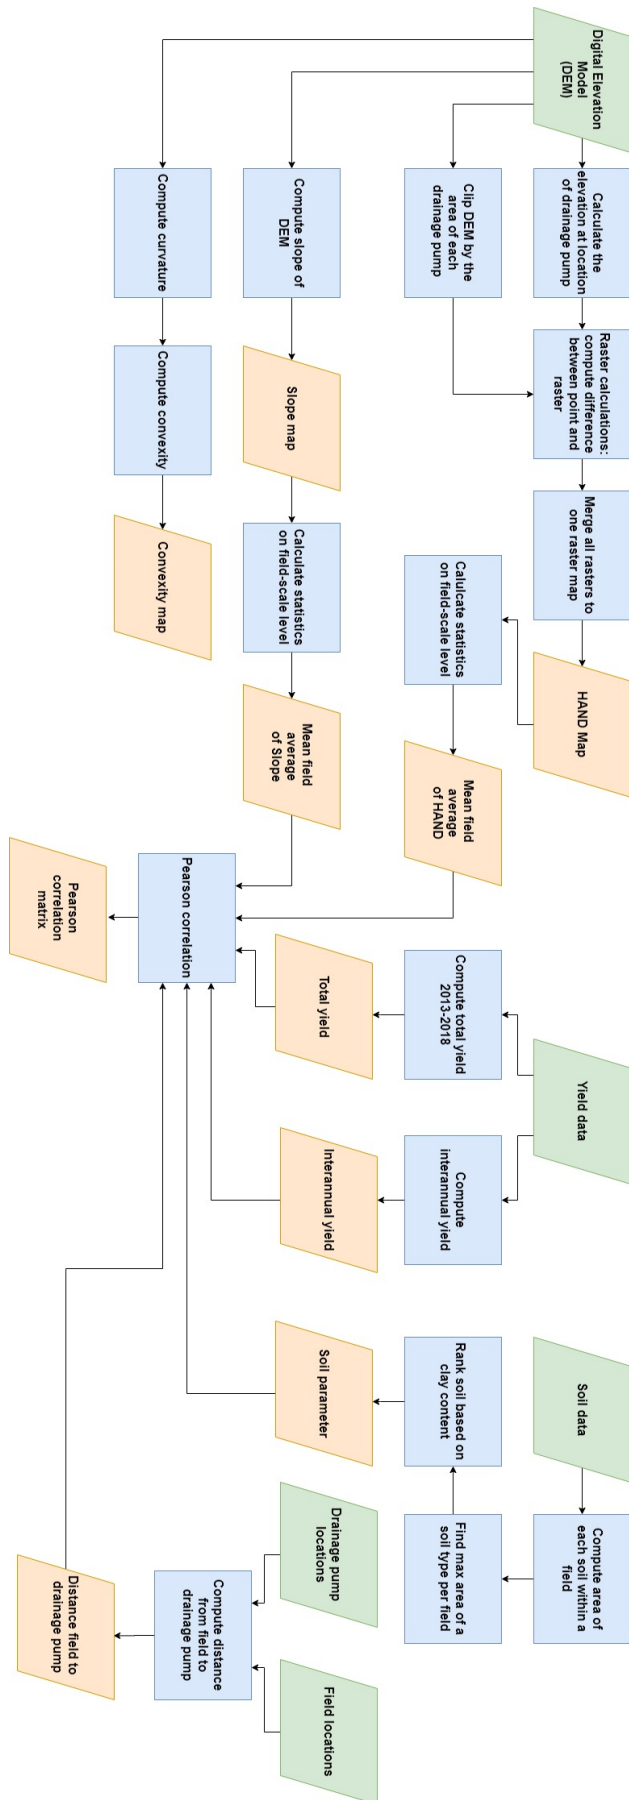 Digital Elevation
Model
(DEM)
Calculate the
elevation at location
of drainage pump
Raster calculations:
compute difference
between point and
raster
Merge all rasters to
one raster map
HAND Map
Clip DEM by the
area of each
drainage pump
Calulcate statistics
on field-scale level
Mean field
average
of HAND
Compute slope of
DEM
Slope map
Calculate statistics
on field-scale level
Mean field
average
of Slope
Compute curvature
Compute convexity
Convexity map
Pearson correlation
Pearson
correlation
matrix
Yield data
Compute total yield
2013-2018
Total yield
Compute
interannual yield
Interannual yield
Soil data
Compute area of
each soil within a
field
Find max area of a
soil type per field
Rank soil based on
clay content
Soil parameter
Drainage pump
locations
Field locations
Compute distance
from field to
drainage pump
Distance field to
drainage pump